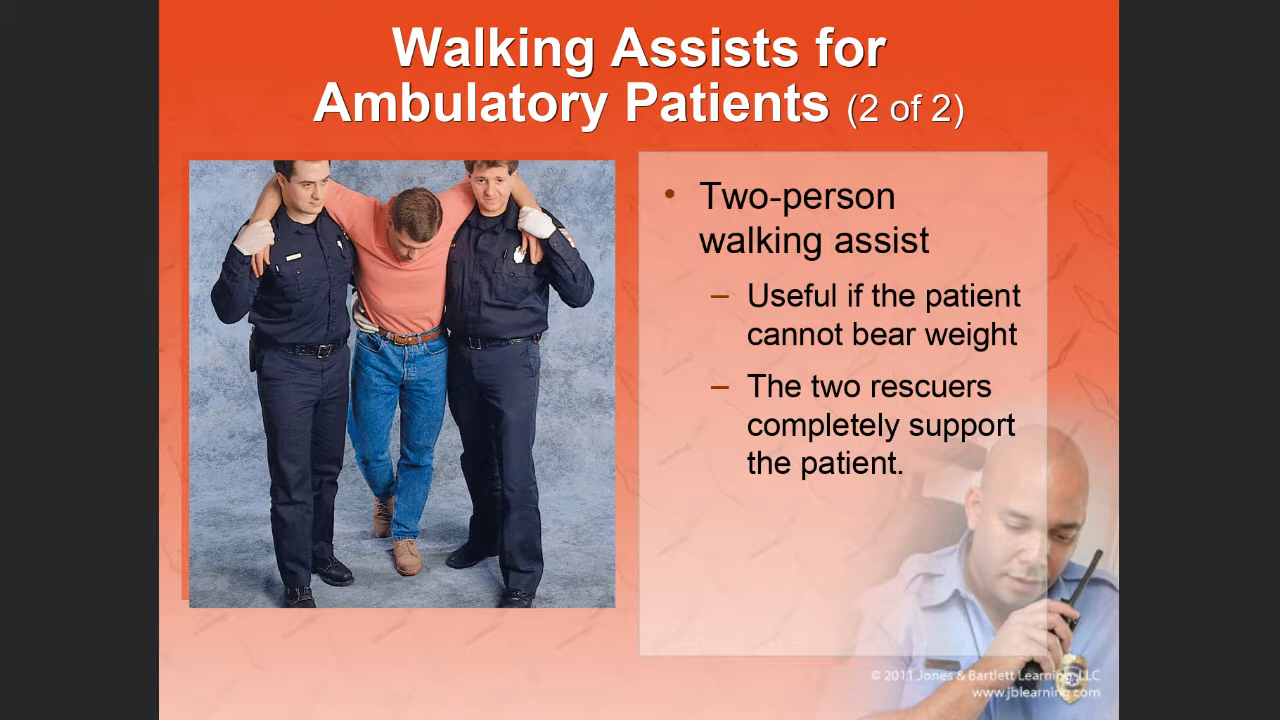 Walking Assists for
Ambulatory Patients (2 of 2)
• Two-person
walking assist
– Useful if the patient
cannot bear weight
– The two rescuers
completely support
the patient.
© 2011 Jones & Bartlett Learning, LLC
www.jblearning.com